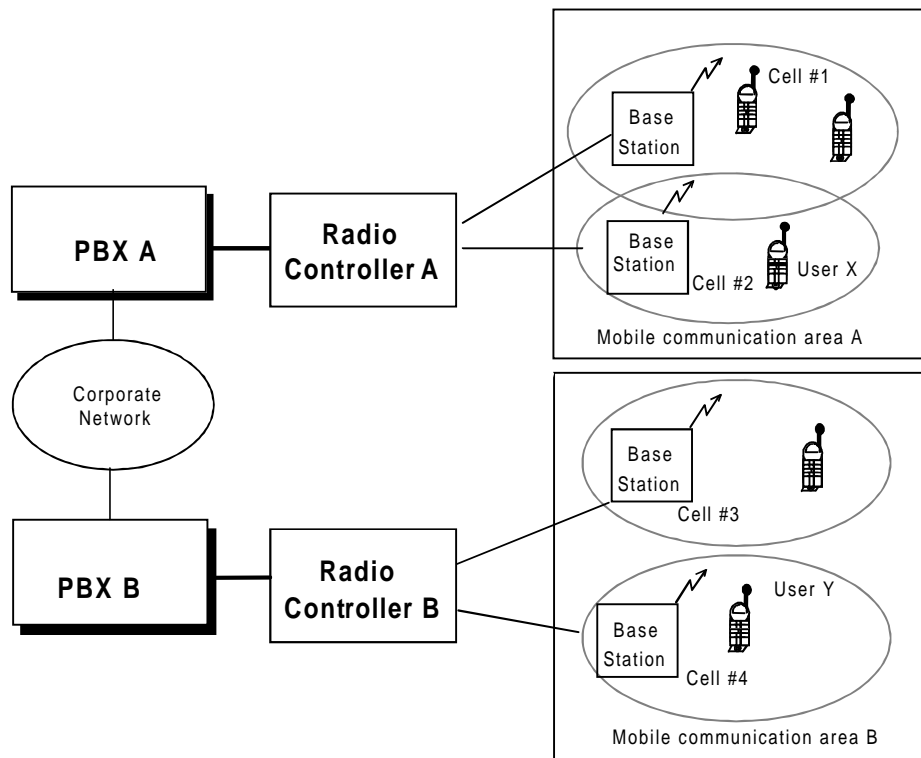 Cell #1
Base
Station
PBX A
Radio
Controller A
Base
Station
User X
Cell #2
Mobile communication area A
Corporate
Network
Base
Station
Cell #3
PBX B
Radio
Controller B
User Y
Base
Station
Cell #4
Mobile communication area B